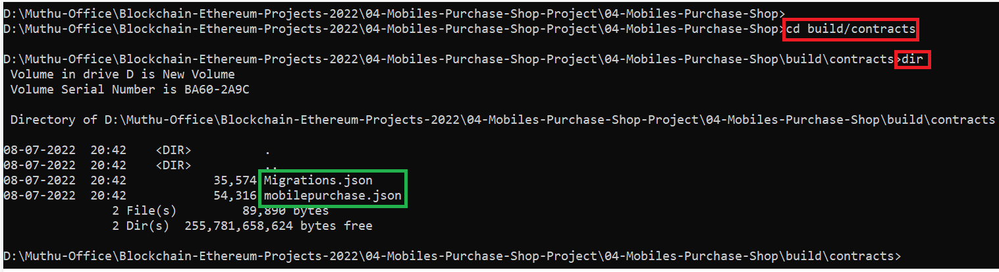 D:\Muthu-Office\Blockchain-Ethereum-Projects-2022\04-Mobiles-Purchase-Shop-Project\04-Mobiles-Purchase-Shop>
D:\Muthu-Office\Blockchain-Ethereum-Projects-2022\04-Mobiles-Purchase-Shop-Project\04-Mobiles-Purchase-Shop>cd build/contracts
D:\Muthu-Office\Blockchain-Ethereum-Projects-2022\04-Mobiles-Purchase-Shop-Project\04-Mobiles-Purchase-Shop\build\contracts>dir
Volume in drive D is New Volume
Volume Serial Number is BA60-2A9C
Directory of D:\Muthu-Office\Blockchain-Ethereum-Projects-2022\04-Mobiles-Purchase-Shop-Project\04-Mobiles-Purchase-Shop\build\contracts
08-07-2022  20:42    <DIR>          .
08-07-2022  20:42    <DIR>          ..
08-07-2022  20:42            35,574 Migrations.json
08-07-2022  20:42            54,316 mobilepurchase.json
2 File(s)         89,890 bytes
2 Dir(s)  255,781,658,624 bytes free
D:\Muthu-Office\Blockchain-Ethereum-Projects-2022\04-Mobiles-Purchase-Shop-Project\04-Mobiles-Purchase-Shop\build\contracts>